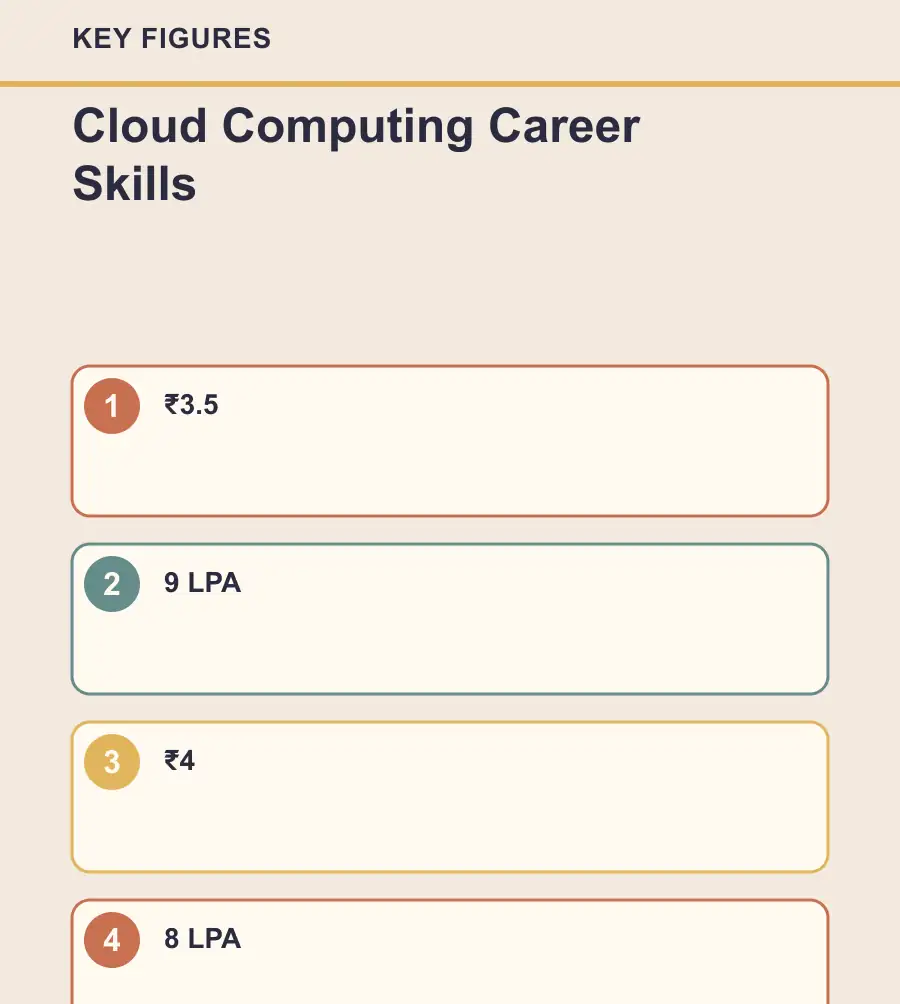 KEY FIGURES
Cloud Computing Career
Skills
1 ₹3.5
2 9 LPA
3 ₹4
4 8 LPA